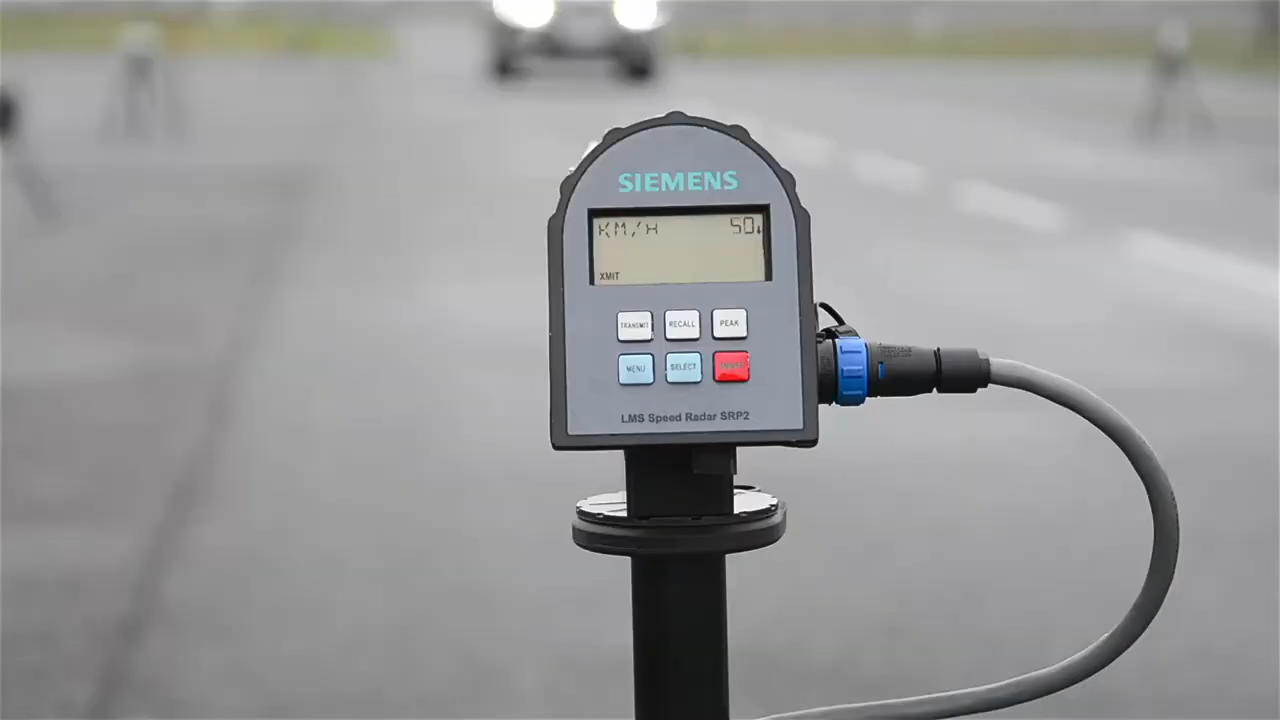 SIEMENS
KM/H 50↓
XMIT
TRANSMIT RECALL PEAK
MENU SELECT
LMS Speed Radar SRP2